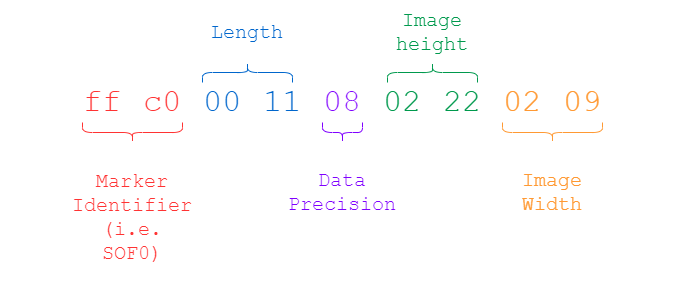 Length
Image
height
ff c0 00 11 08 02 22 02 09
Marker
Identifier
(i.e.
SOF0)
Data
Precision
Image
Width